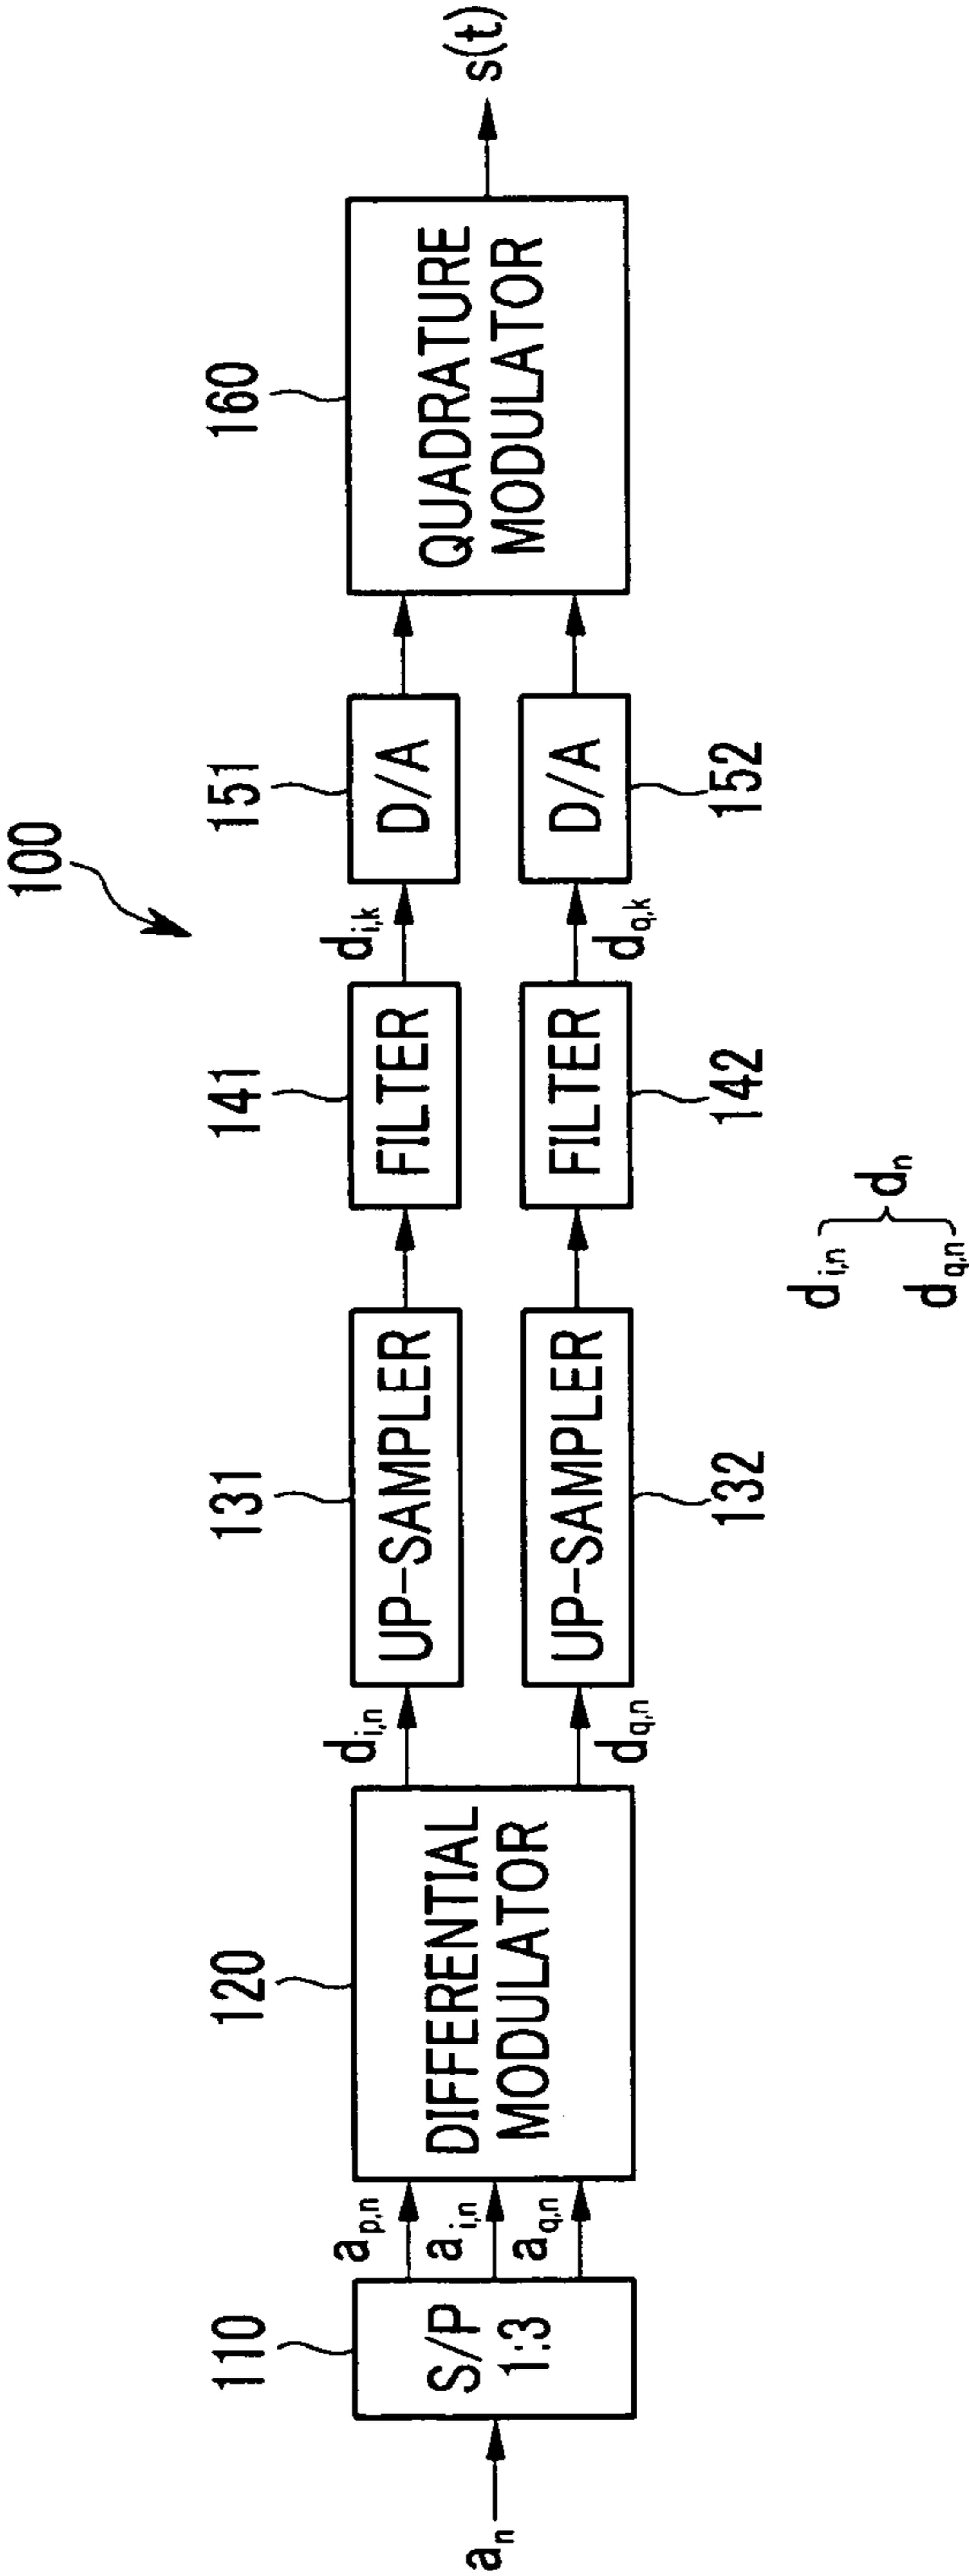 100
110
120
131
141
151
160
a_n
S/P
1:3
a_{p,n}
a_{i,n}
a_{q,n}
DIFFERENTIAL
MODULATOR
d_{i,n}
UP-SAMPLER
FILTER
d_{i,k}
D/A
QUADRATURE
MODULATOR
s(t)
d_{q,n}
UP-SAMPLER
FILTER
d_{q,k}
D/A
132
142
152
d_{i,n}
d_{q,n}
d_n